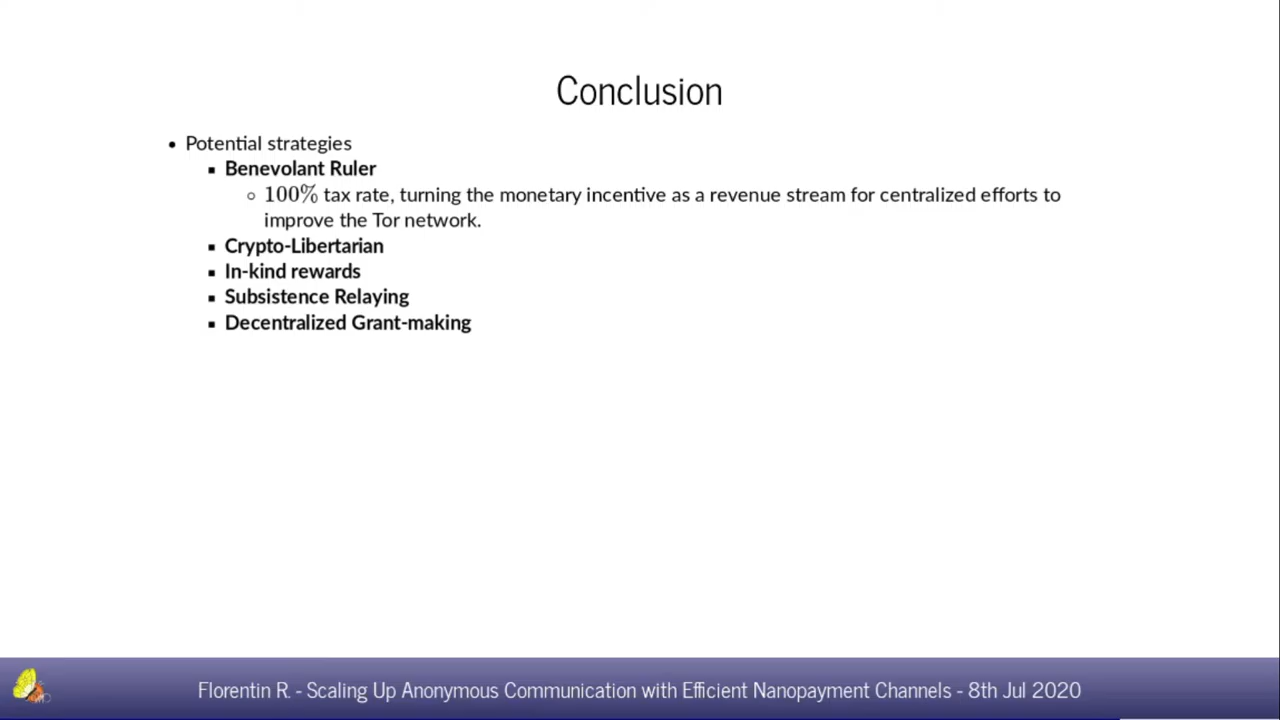 Conclusion
• Potential strategies
▪ Benevolant Ruler
○ 100% tax rate, turning the monetary incentive as a revenue stream for centralized efforts to
improve the Tor network.
▪ Crypto-Libertarian
▪ In-kind rewards
▪ Subsistence Relaying
▪ Decentralized Grant-making
Florentin R. - Scaling Up Anonymous Communication with Efficient Nanopayment Channels - 8th Jul 2020